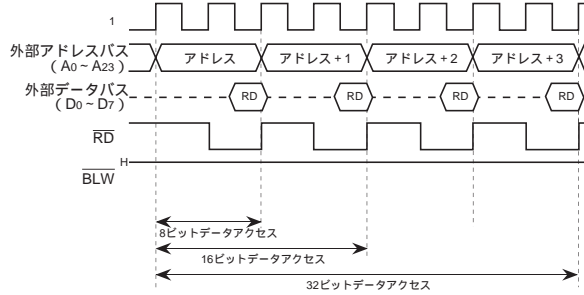 1
外部アドレスバス
（A0～A23）
アドレス
アドレス+1
アドレス+2
アドレス+3
外部データバス
（D0～D7）
RD
RD
RD
RD
RD
H
BLW
8ビットデータアクセス
16ビットデータアクセス
32ビットデータアクセス